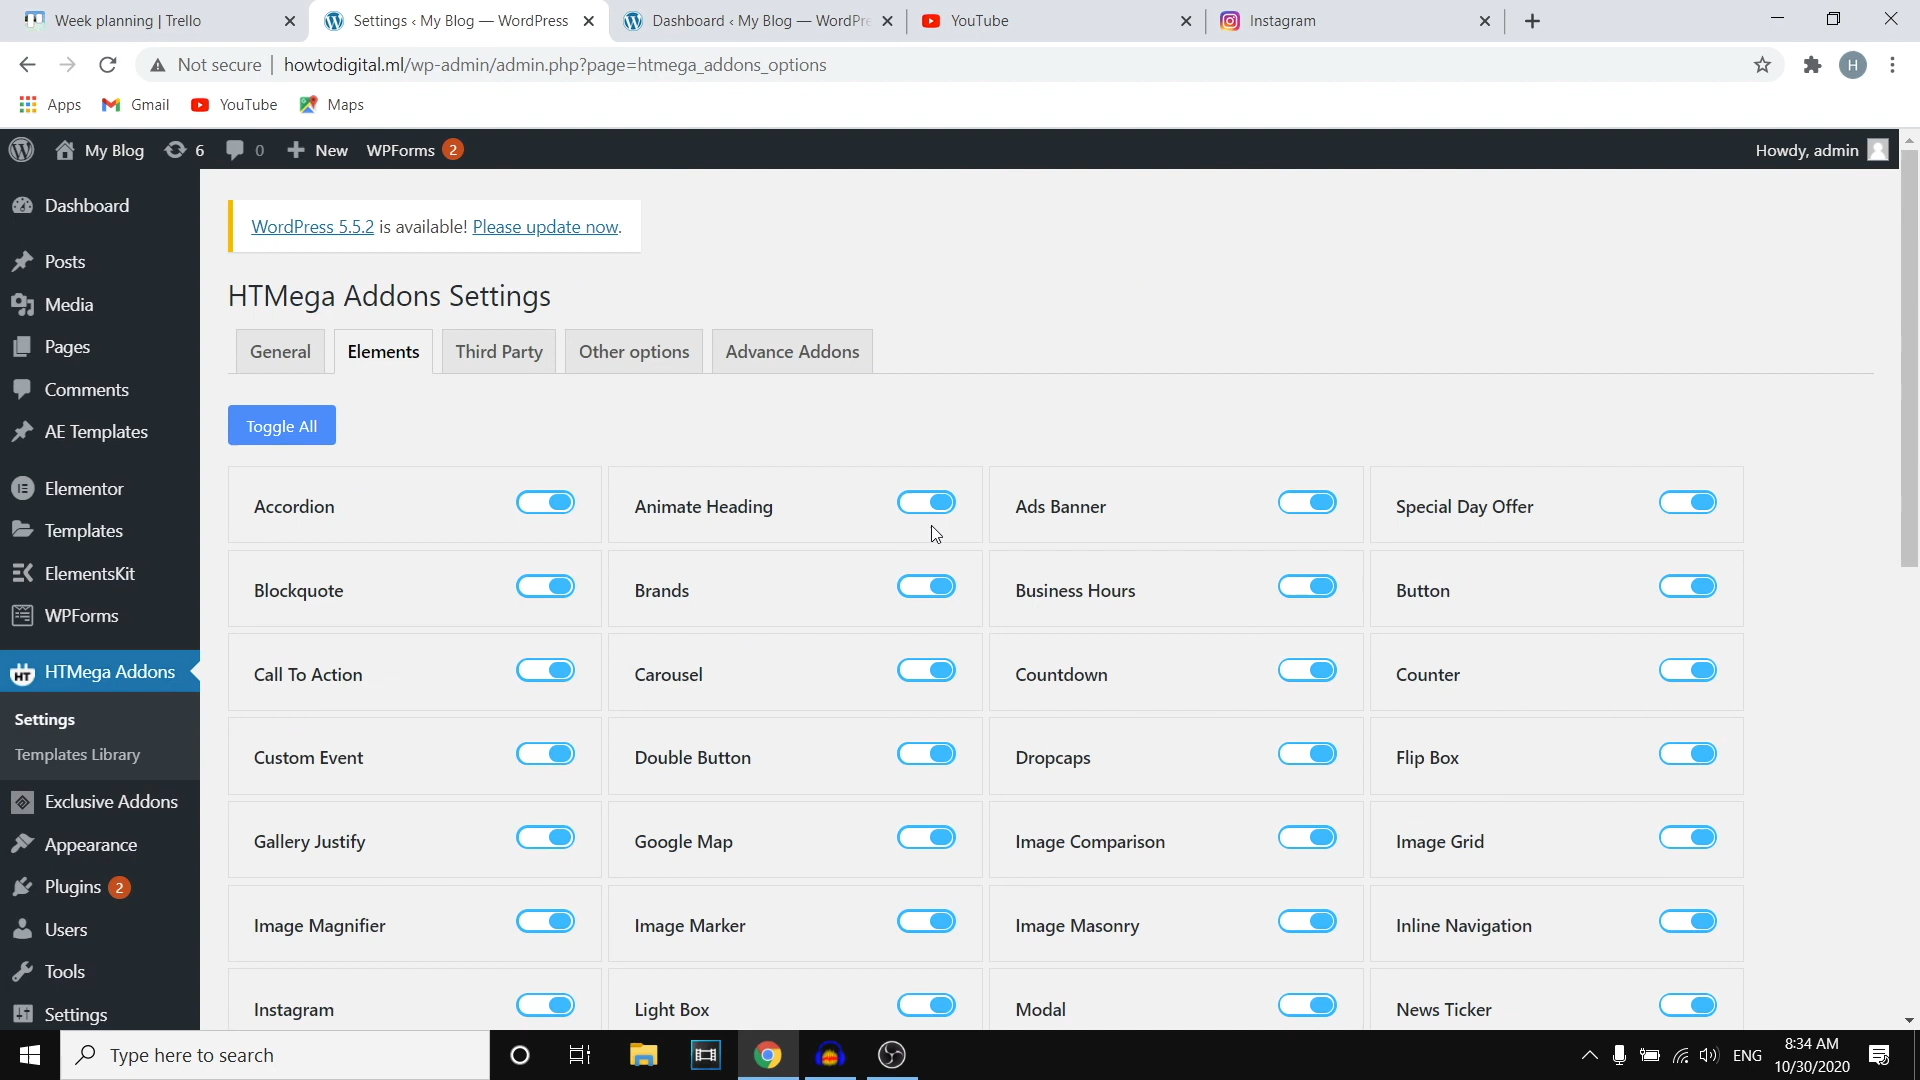 Week planning | Trello
Settings ‹ My Blog — WordPress
Dashboard ‹ My Blog — WordPre
YouTube
Instagram
Not secure | howtodigital.ml/wp-admin/admin.php?page=htmega_addons_options
H
Apps
Gmail
YouTube
Maps
My Blog
6
0
New
WPForms 2
Howdy, admin
Dashboard
Posts
Media
Pages
Comments
AE Templates
Elementor
Templates
ElementsKit
WPForms
HT HTMega Addons
Settings
Templates Library
Exclusive Addons
Appearance
Plugins 2
Users
Tools
Settings
WordPress 5.5.2 is available! Please update now.
HTMega Addons Settings
General Elements Third Party Other options Advance Addons
Toggle All
Accordion Animate Heading Ads Banner Special Day Offer
Blockquote Brands Business Hours Button
Call To Action Carousel Countdown Counter
Custom Event Double Button Dropcaps Flip Box
Gallery Justify Google Map Image Comparison Image Grid
Image Magnifier Image Marker Image Masonry Inline Navigation
Instagram Light Box Modal News Ticker
Type here to search
ENG
8:34 AM
10/30/2020